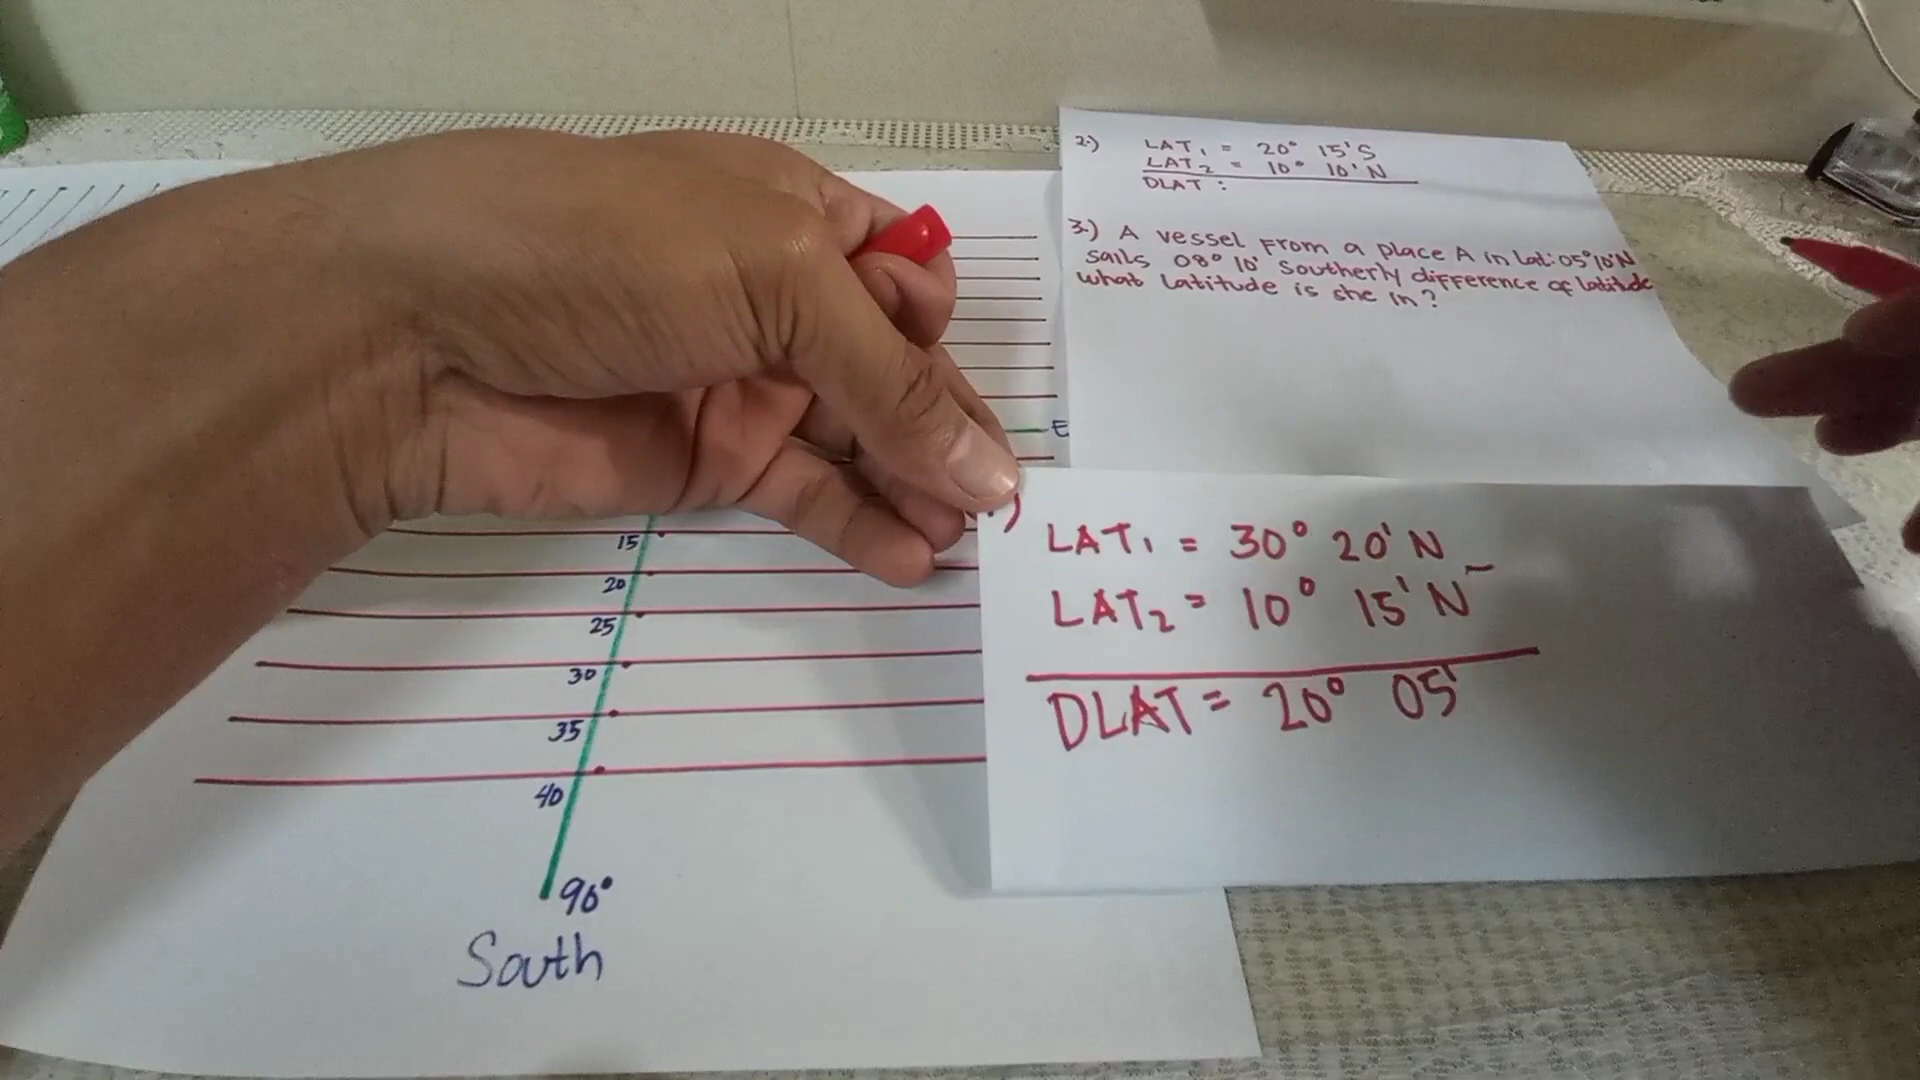 2.) LAT1 = 20° 15'S
LAT2 = 10° 10'N
DLAT :
3.) A vessel from a place A in Lat: 05°10'N
sails 08° 10' Southerly difference of latitude
what latitude is she in?
E
.)
LAT1 = 30° 20' N
LAT2 = 10° 15' N -
DLAT = 20° 05'
15
20
25
30
35
40
90°
South